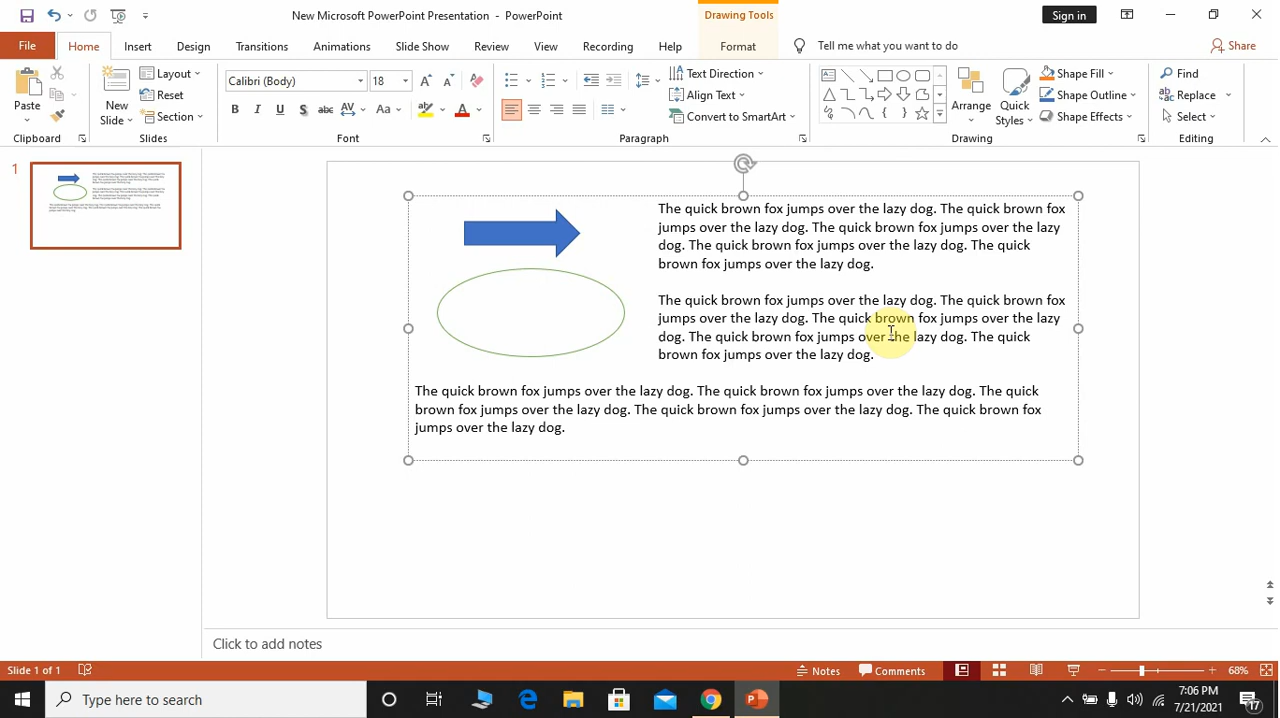 New Microsoft PowerPoint Presentation - PowerPoint
Drawing Tools
Sign in
File Home Insert Design Transitions Animations Slide Show Review View Recording Help Format Tell me what you want to do Share
Paste
Clipboard
New Slide
Layout
Reset
Section
Slides
Calibri (Body) 18
B I U S abc AV Aa A
Font
Text Direction
Align Text
Convert to SmartArt
Paragraph
Arrange
Quick Styles
Shape Fill
Shape Outline
Shape Effects
Drawing
Find
Replace
Select
Editing
1
The quick brown fox jumps over the lazy dog. The quick brown fox
jumps over the lazy dog. The quick brown fox jumps over the lazy
dog. The quick brown fox jumps over the lazy dog. The quick
brown fox jumps over the lazy dog.
The quick brown fox jumps over the lazy dog. The quick brown fox
jumps over the lazy dog. The quick brown fox jumps over the lazy
dog. The quick brown fox jumps over the lazy dog. The quick
brown fox jumps over the lazy dog.
The quick brown fox jumps over the lazy dog. The quick brown fox jumps over the lazy dog. The quick
brown fox jumps over the lazy dog. The quick brown fox jumps over the lazy dog. The quick brown fox
jumps over the lazy dog.
Click to add notes
Slide 1 of 1
Notes Comments 68%
Type here to search
7:06 PM
7/21/2021
17